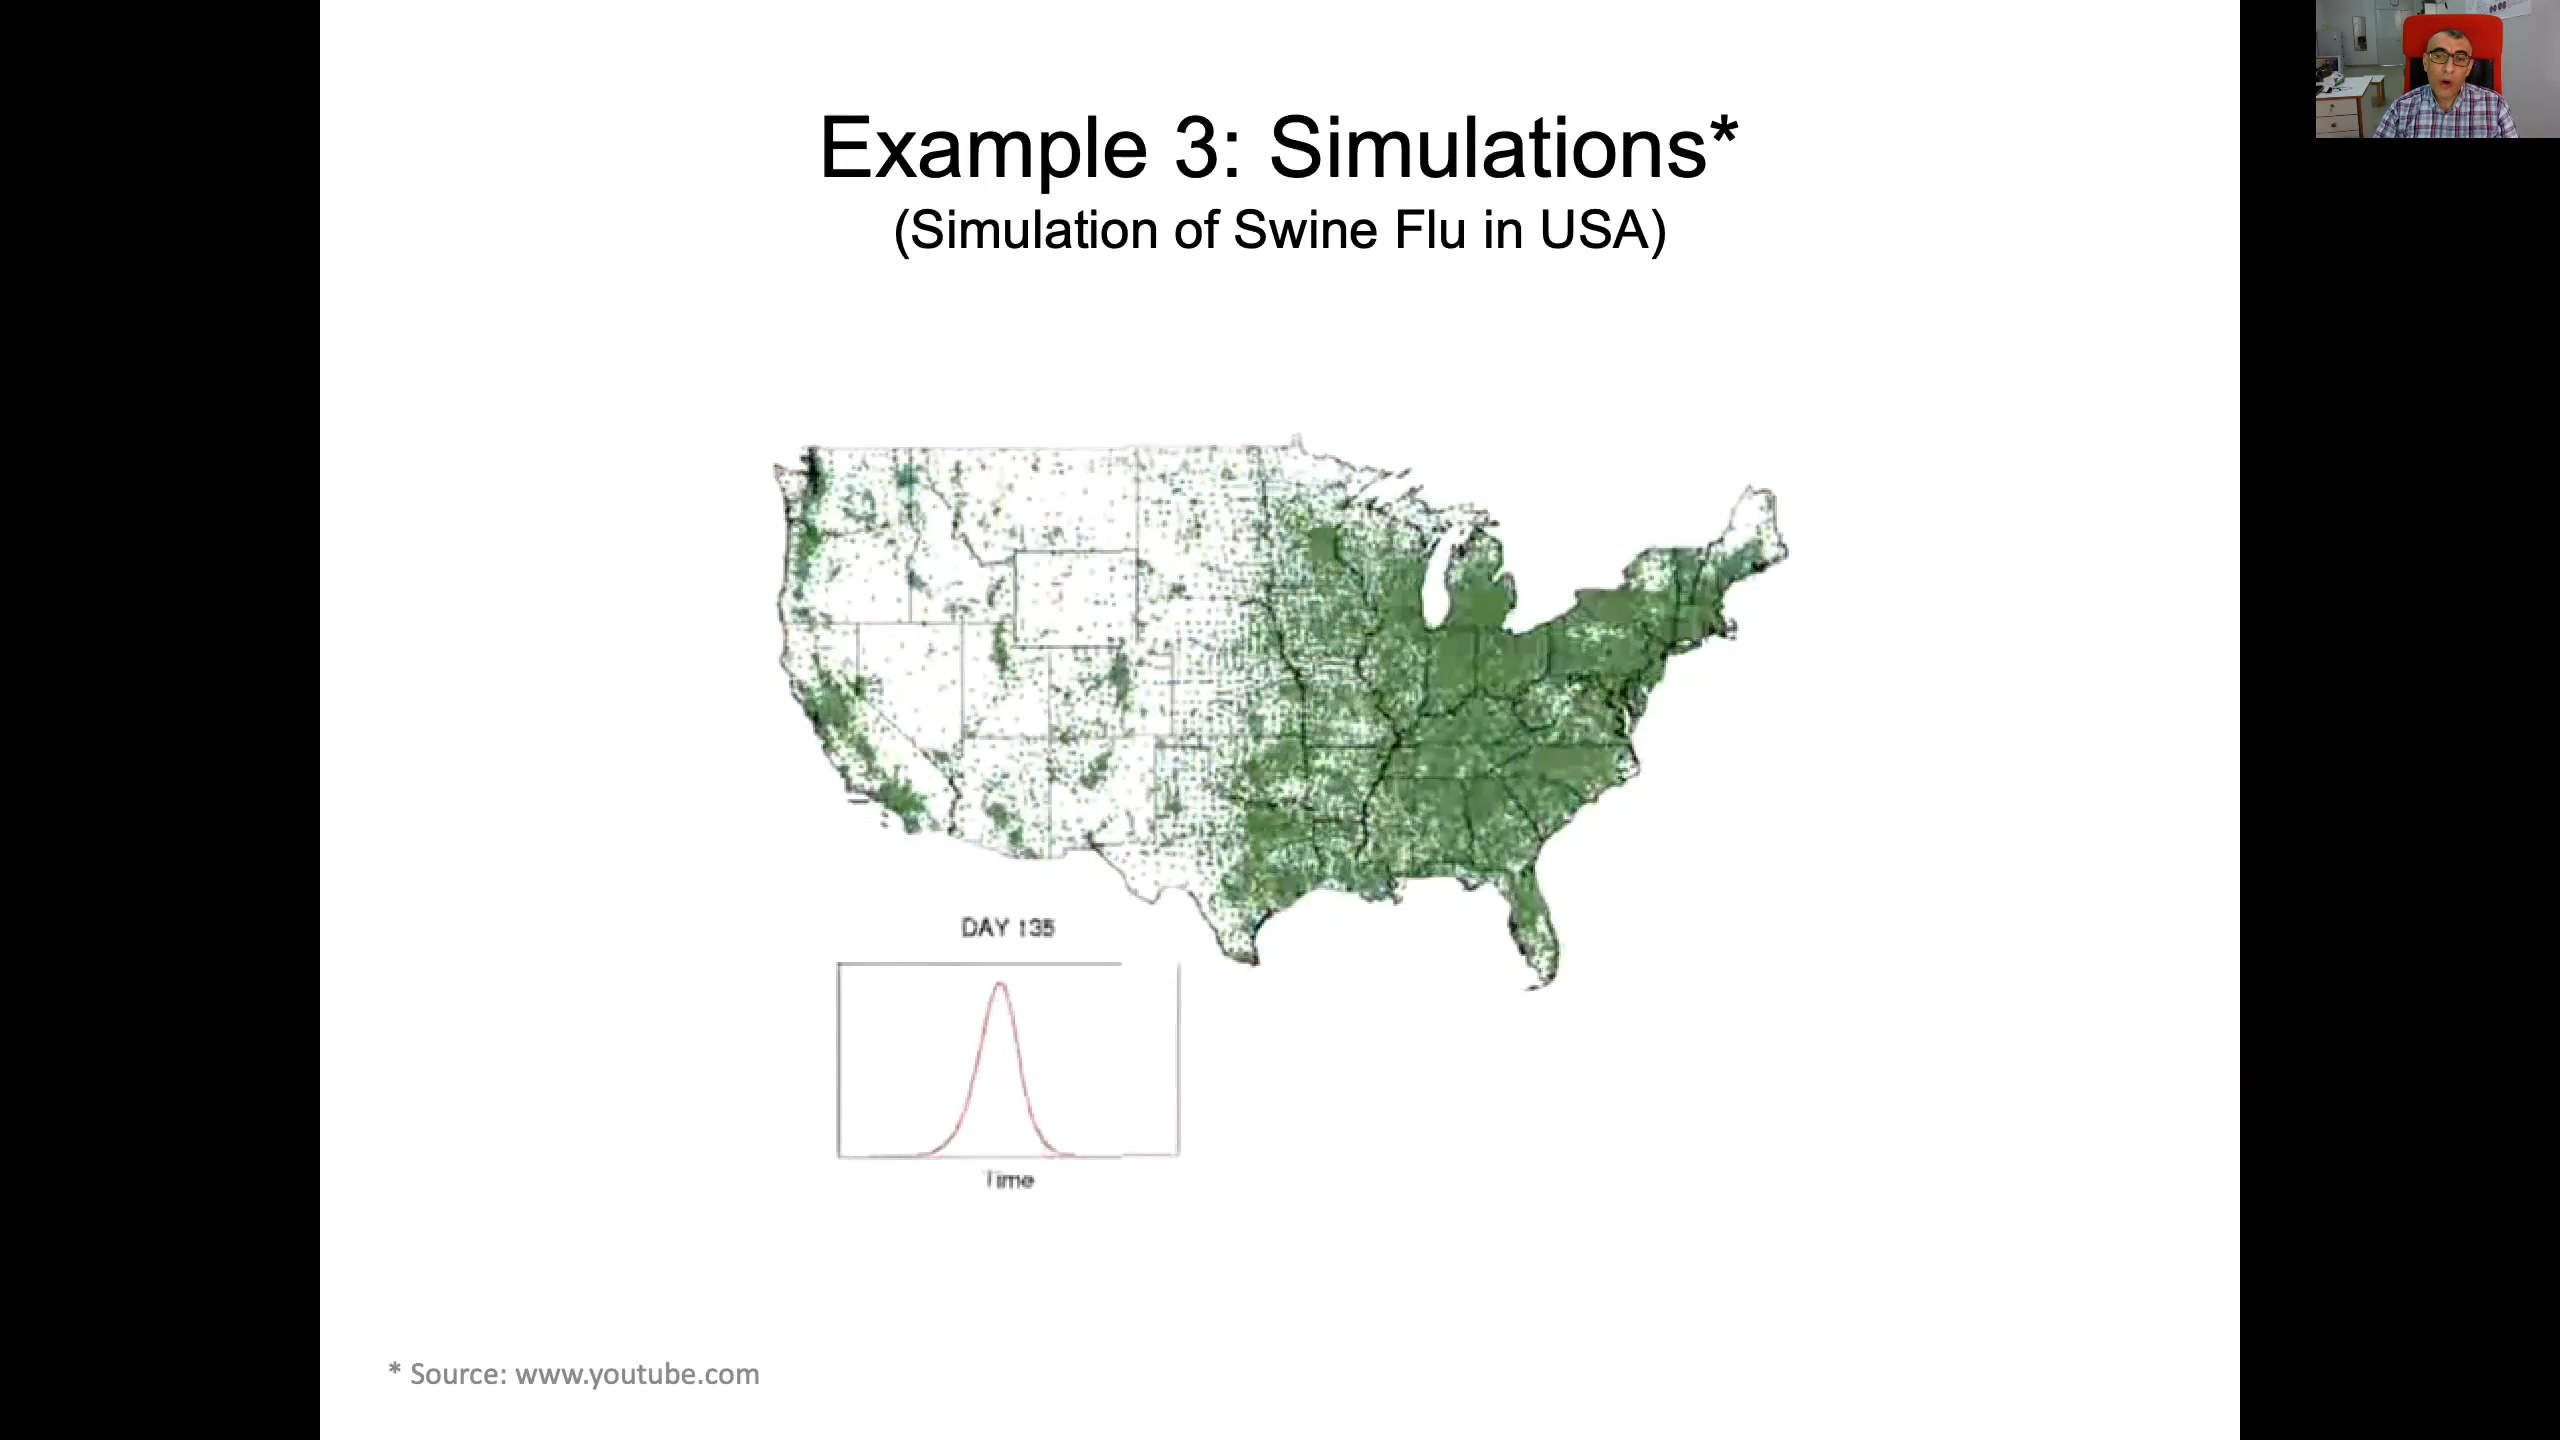 Example 3: Simulations*
(Simulation of Swine Flu in USA)
DAY 135
Time
* Source: www.youtube.com